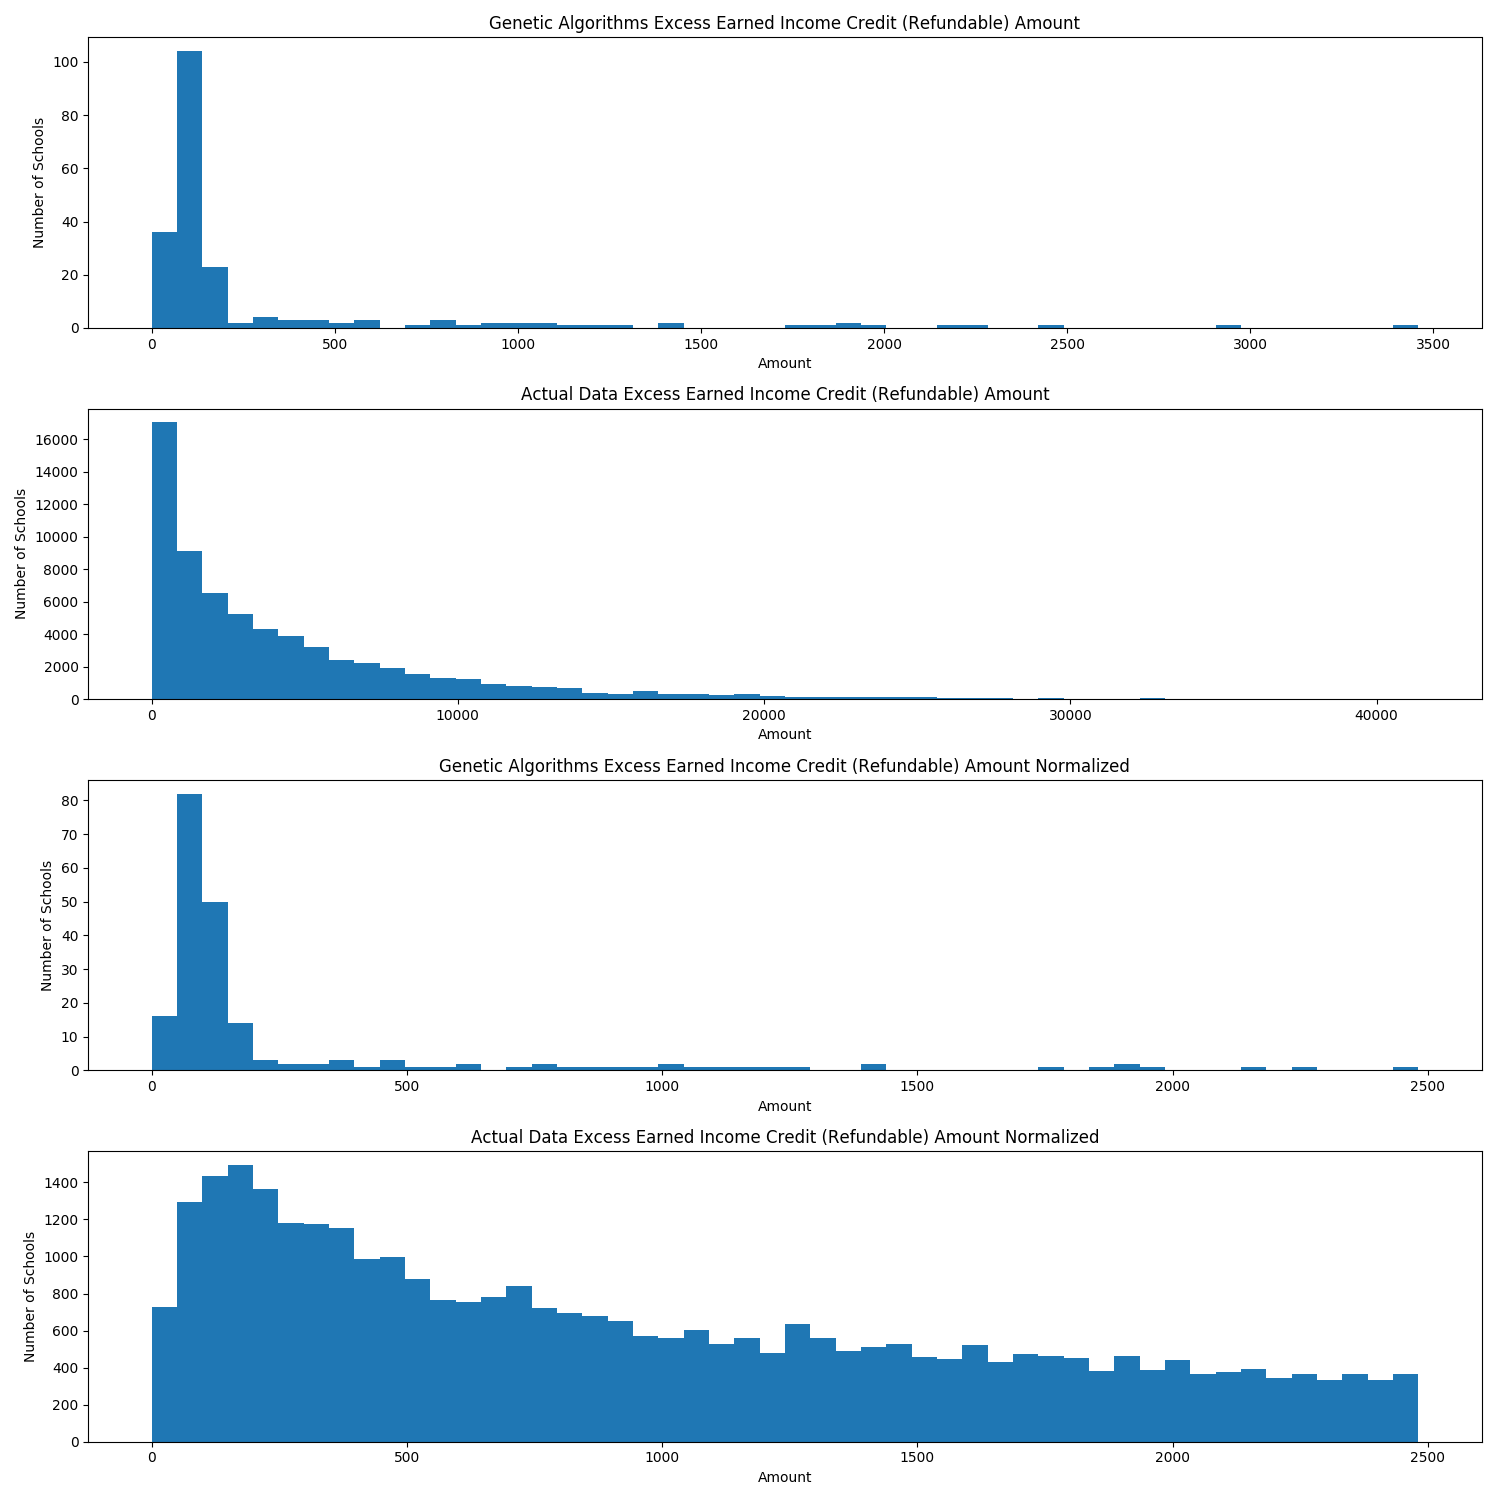 Genetic Algorithms Excess Earned Income Credit (Refundable) Amount
100
80
60
40
20
0
Number of Schools
0 500 1000 1500 2000 2500 3000 3500
Amount
Actual Data Excess Earned Income Credit (Refundable) Amount
16000
14000
12000
10000
8000
6000
4000
2000
0
Number of Schools
0 10000 20000 30000 40000
Amount
Genetic Algorithms Excess Earned Income Credit (Refundable) Amount Normalized
80
70
60
50
40
30
20
10
0
Number of Schools
0 500 1000 1500 2000 2500
Amount
Actual Data Excess Earned Income Credit (Refundable) Amount Normalized
1400
1200
1000
800
600
400
200
0
Number of Schools
0 500 1000 1500 2000 2500
Amount